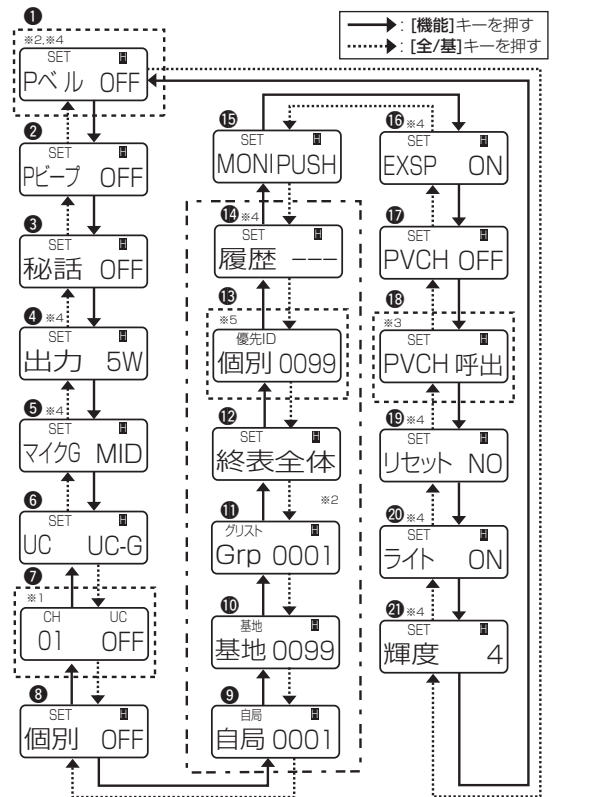 →: [機能]キーを押す
┈▶: [全/基]キーを押す
❶
※2,※4
SET H
Pベル OFF
❷
SET H
Pビープ OFF
❸
SET H
秘話 OFF
❹ ※4
SET H
出力 5W
❺ ※4
SET H
マイクG MID
❻
SET H
UC UC-G
❼
※1
CH UC
01 OFF
❽
SET H
個別 OFF
⓯
SET H
MONIPUSH
⓮ ※4
SET H
履歴 ---
⓭
※5
優先ID
個別 0099
⓬
SET H
終表全体
※2
⓫
グリスト H
Grp 0001
❿
基地 H
基地 0099
❾
自局 H
自局 0001
⓰ ※4
SET H
EXSP ON
⓱
SET H
PVCH OFF
⓲
※3
SET H
PVCH 呼出
⓳ ※4
SET H
リセット NO
⓴ ※4
SET H
ライト ON
㉑ ※4
SET H
輝度 4